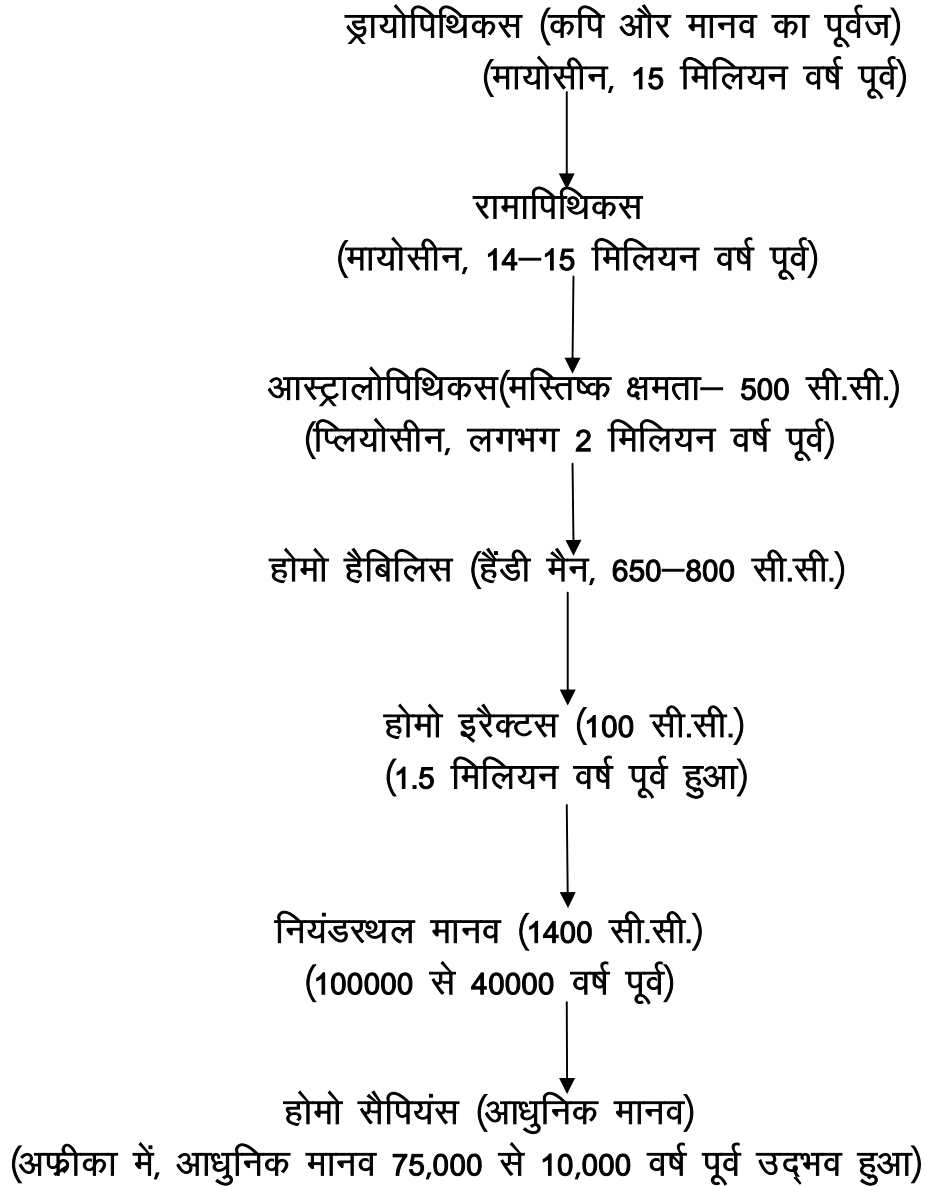 ड्रायोपिथिकस (कपि और मानव का पूर्वज)
(मायोसीन, 15 मिलियन वर्ष पूर्व)
रामापिथिकस
(मायोसीन, 14–15 मिलियन वर्ष पूर्व)
आस्ट्रालोपिथिकस(मस्तिष्क क्षमता– 500 सी.सी.)
(प्लियोसीन, लगभग 2 मिलियन वर्ष पूर्व)
होमो हैबिलिस (हैंडी मैन, 650–800 सी.सी.)
होमो इरैक्टस (100 सी.सी.)
(1.5 मिलियन वर्ष पूर्व हुआ)
नियंडरथल मानव (1400 सी.सी.)
(100000 से 40000 वर्ष पूर्व)
होमो सैपियंस (आधुनिक मानव)
(अफ्रीका में, आधुनिक मानव 75,000 से 10,000 वर्ष पूर्व उद्‌भव हुआ)